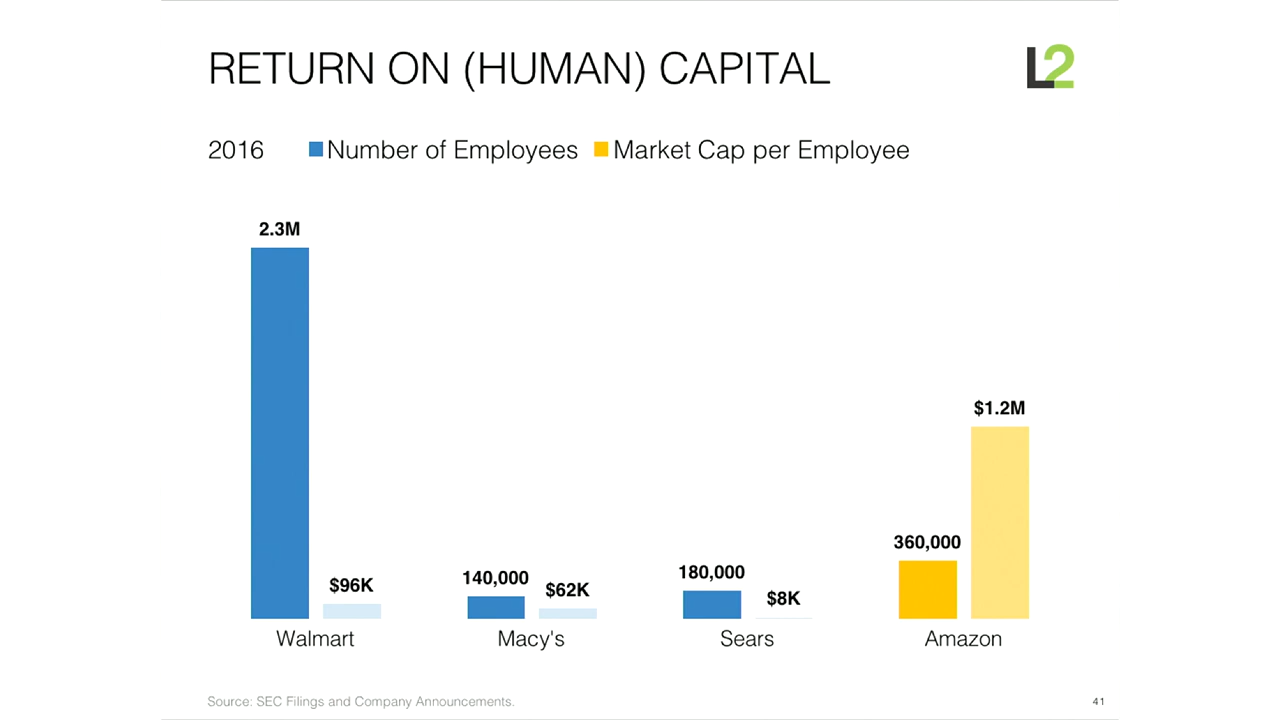 RETURN ON (HUMAN) CAPITAL
L2
2016 Number of Employees Market Cap per Employee
2.3M
$96K
140,000
$62K
180,000
$8K
360,000
$1.2M
Walmart
Macy's
Sears
Amazon
Source: SEC Filings and Company Announcements.
41